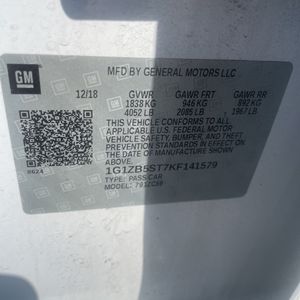 GM
MFD BY GENERAL MOTORS LLC
12/18 GVWR GAWR FRT GAWR RR
1838 KG 946 KG 892 KG
4052 LB 2085 LB 1967 LB
THIS VEHICLE CONFORMS TO ALL
APPLICABLE U.S. FEDERAL MOTOR
VEHICLE SAFETY, BUMPER, AND THEFT
PREVENTION STANDARDS IN EFFECT ON
THE DATE OF MANUFACTURE SHOWN
ABOVE.
8624
1G1ZB5ST7KF141579
TYPE: PASS CAR
MODEL: